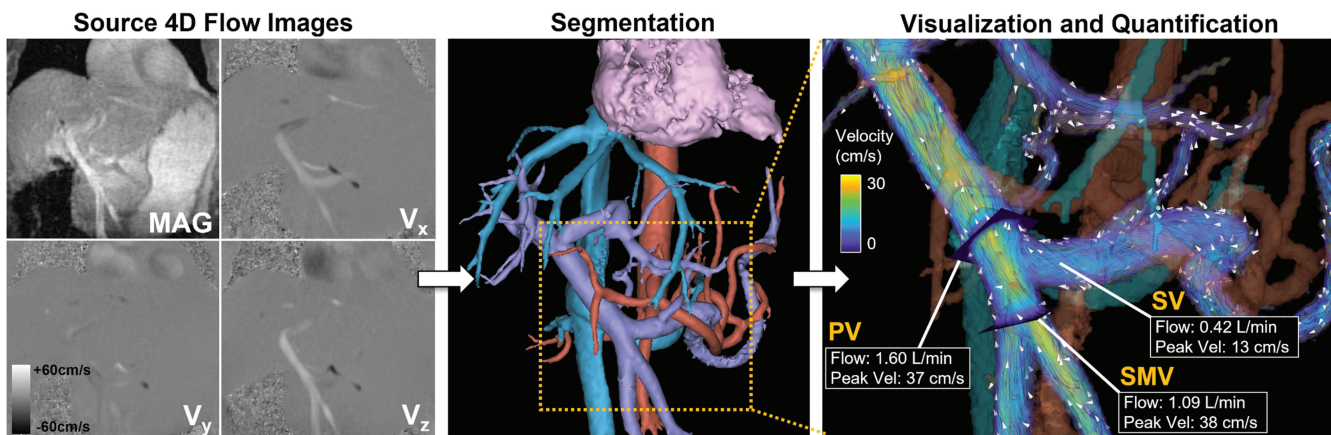 Source 4D Flow Images
Segmentation
Visualization and Quantification
MAG
Vx
Vy
Vz
+60cm/s
-60cm/s
Velocity
(cm/s)
30
0
PV
Flow: 1.60 L/min
Peak Vel: 37 cm/s
SV
Flow: 0.42 L/min
Peak Vel: 13 cm/s
SMV
Flow: 1.09 L/min
Peak Vel: 38 cm/s